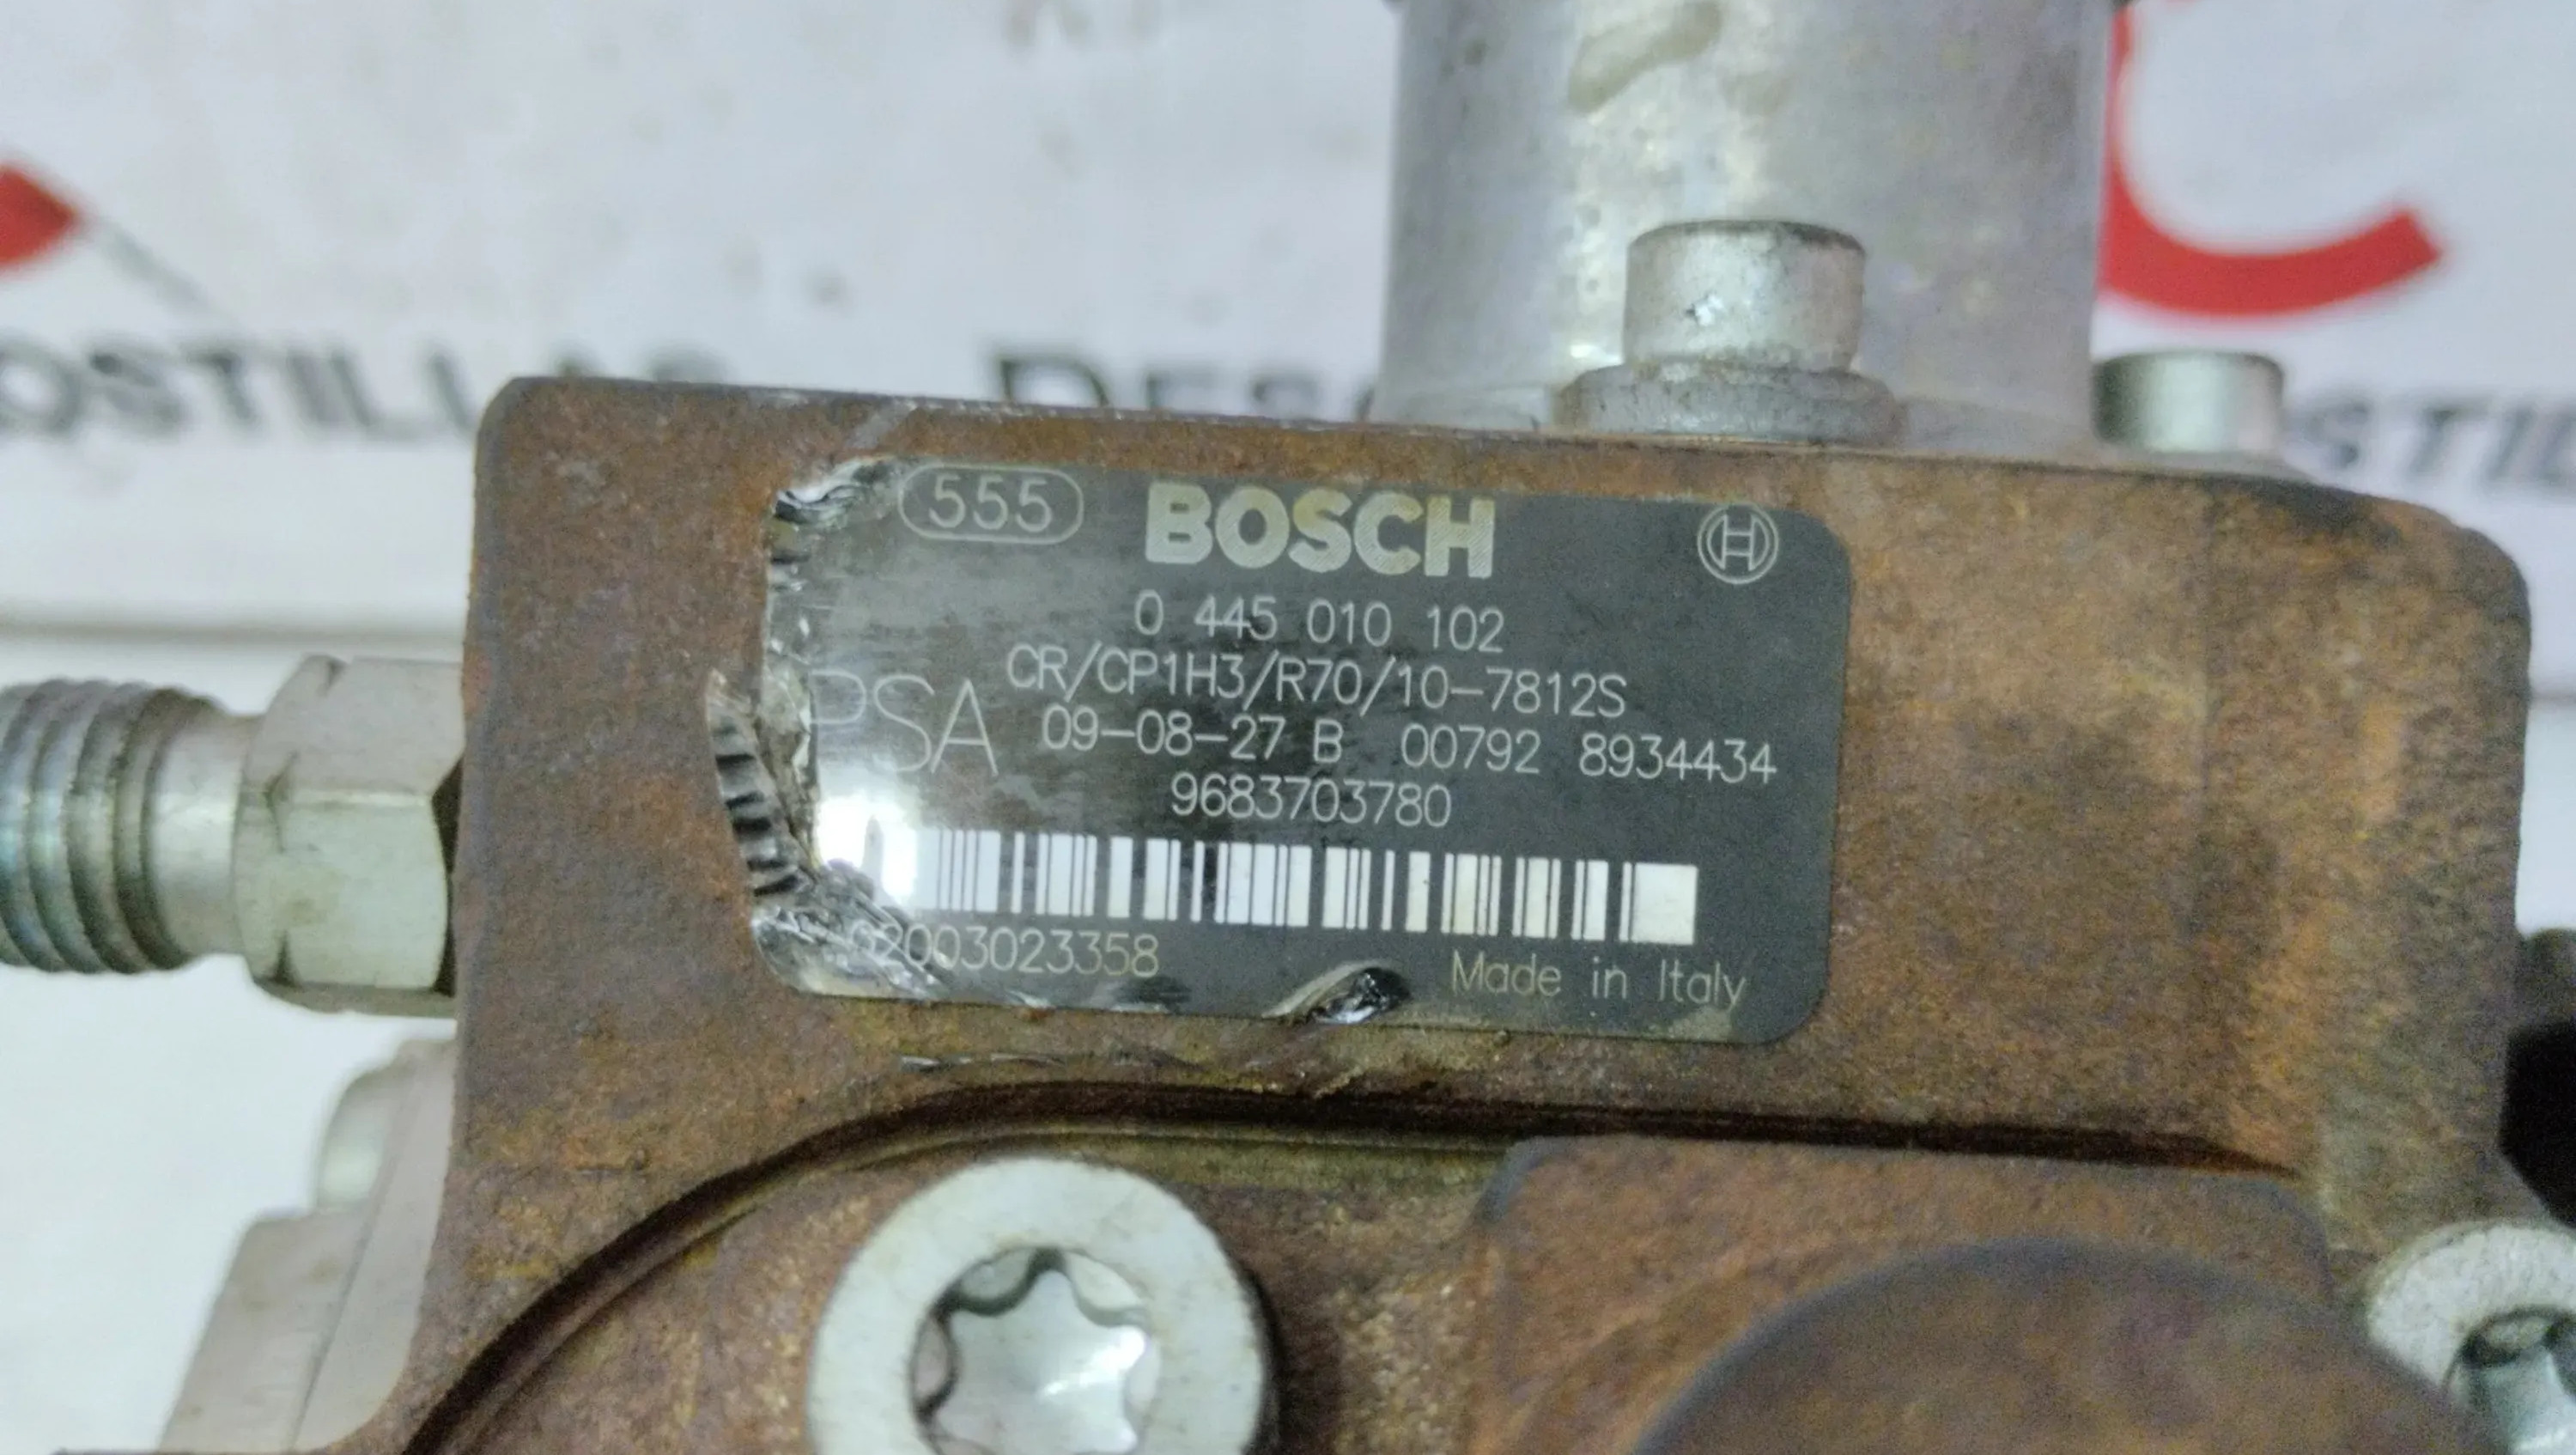 555 BOSCH
0 445 010 102
CR/CP1H3/R70/10-7812S
PSA 09-08-27 B 00792 8934434
9683703780
02003023358 Made in Italy